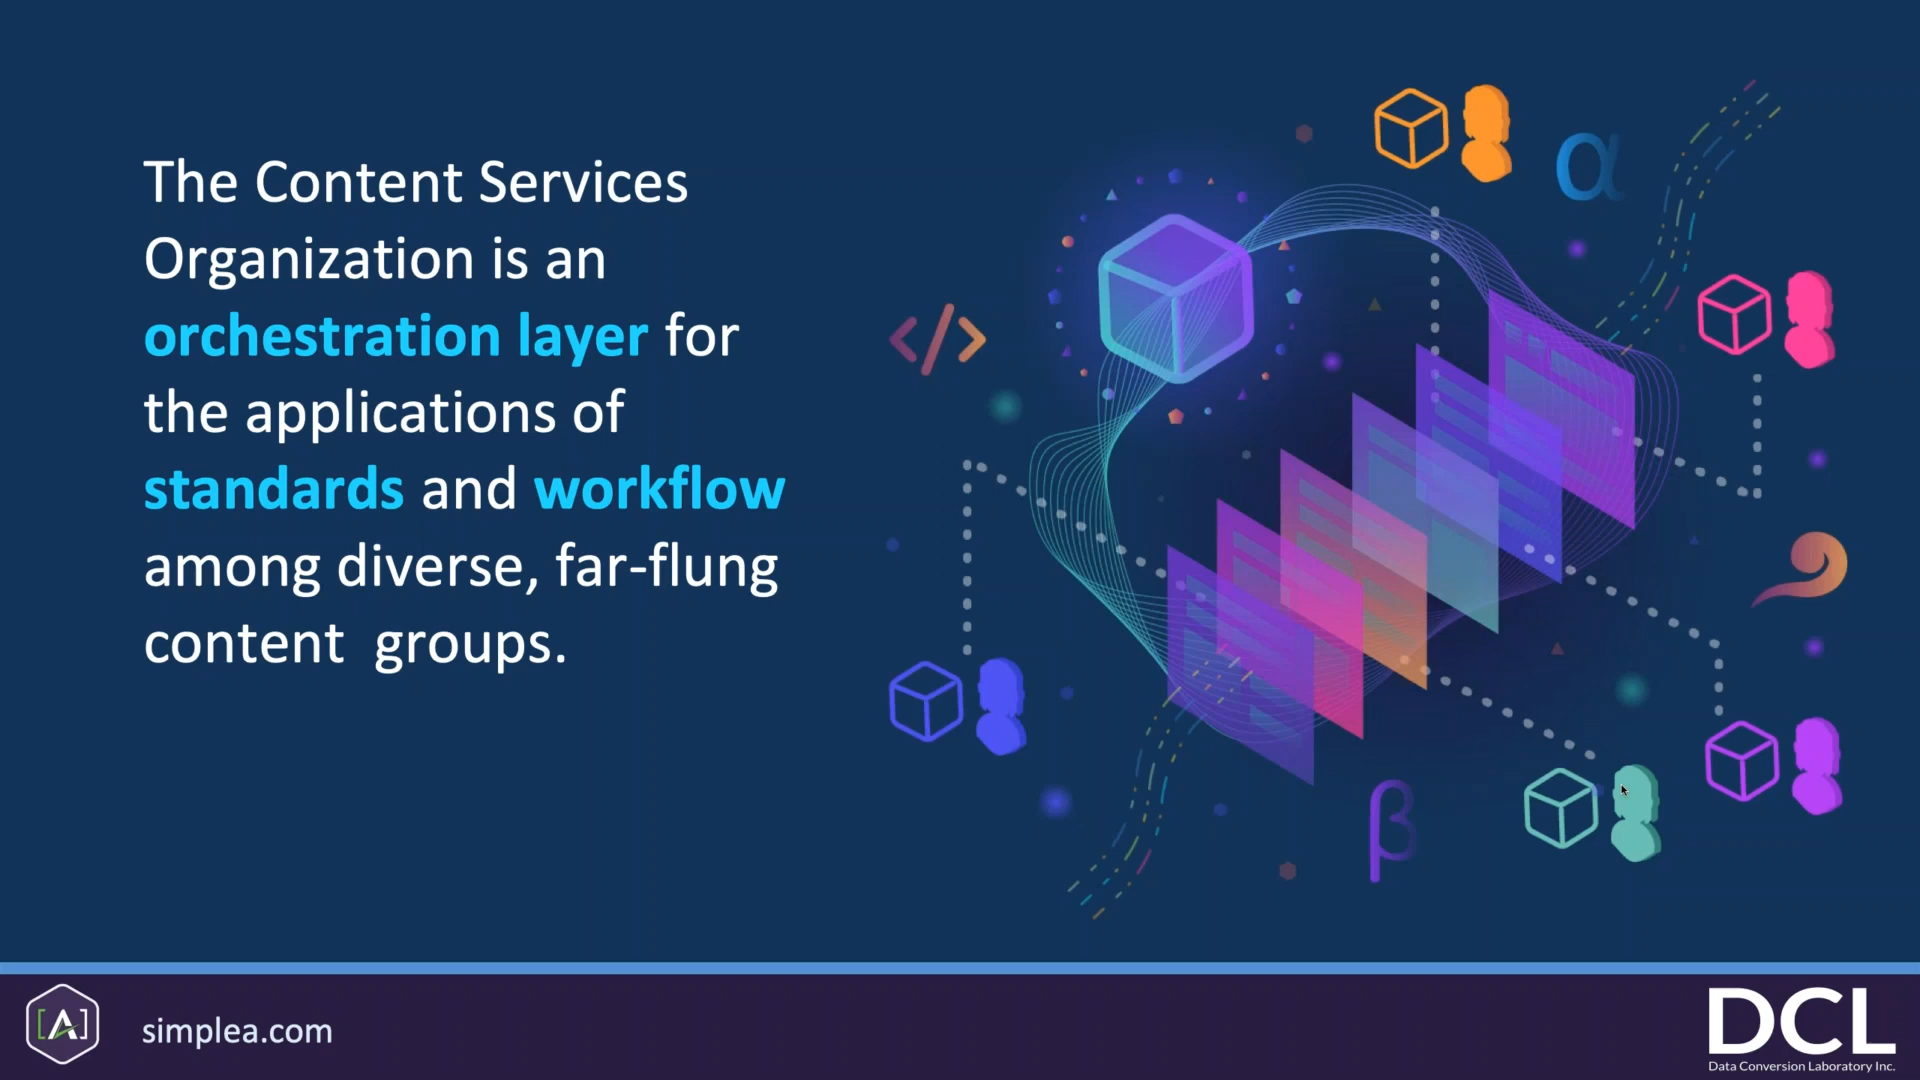 The Content Services
Organization is an
orchestration layer for
the applications of
standards and workflow
among diverse, far-flung
content  groups.
</>
α
β
[A]
simplea.com
DCL
Data Conversion Laboratory Inc.